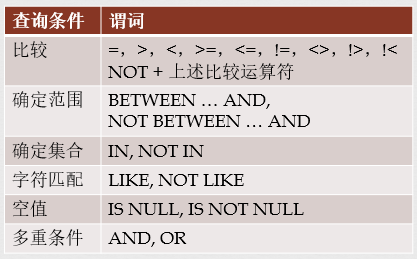 查询条件 谓词
比较 =，>，<，>=，<=，!=，<>，!>，!<
NOT + 上述比较运算符
确定范围 BETWEEN … AND,
NOT BETWEEN … AND
确定集合 IN, NOT IN
字符匹配 LIKE, NOT LIKE
空值 IS NULL, IS NOT NULL
多重条件 AND, OR